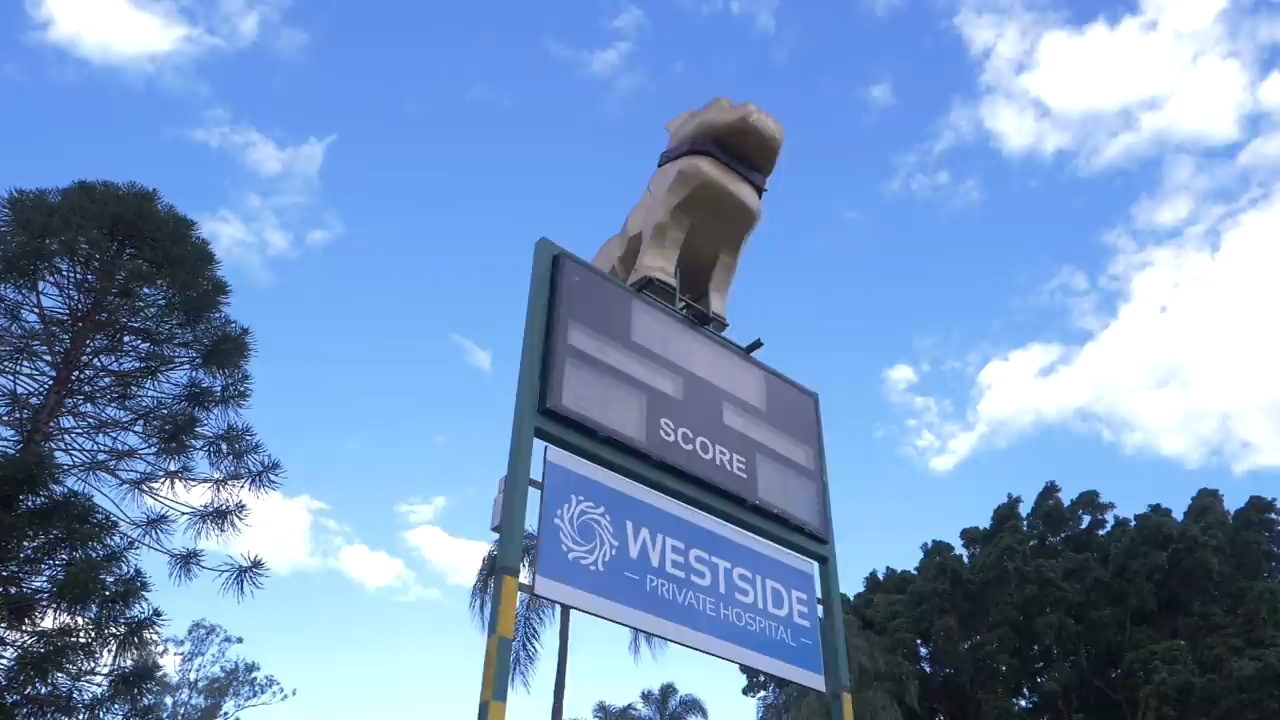 SCORE
WESTSIDE
– PRIVATE HOSPITAL –